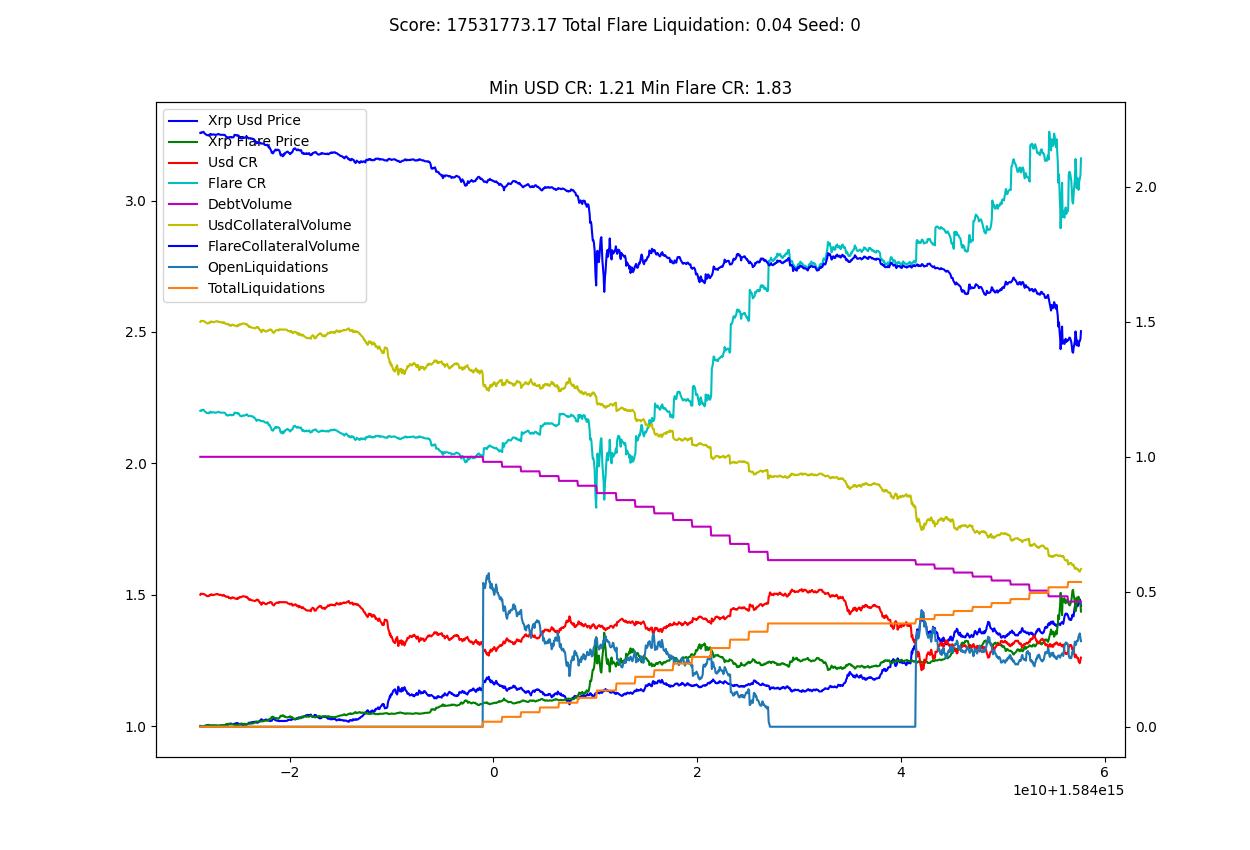 Score: 17531773.17 Total Flare Liquidation: 0.04 Seed: 0
Min USD CR: 1.21 Min Flare CR: 1.83
Xrp Usd Price
Xrp Flare Price
Usd CR
Flare CR
DebtVolume
UsdCollateralVolume
FlareCollateralVolume
OpenLiquidations
TotalLiquidations
3.0
2.5
2.0
1.5
1.0
2.0
1.5
1.0
0.5
0.0
−2
0
2
4
6
1e10+1.584e15